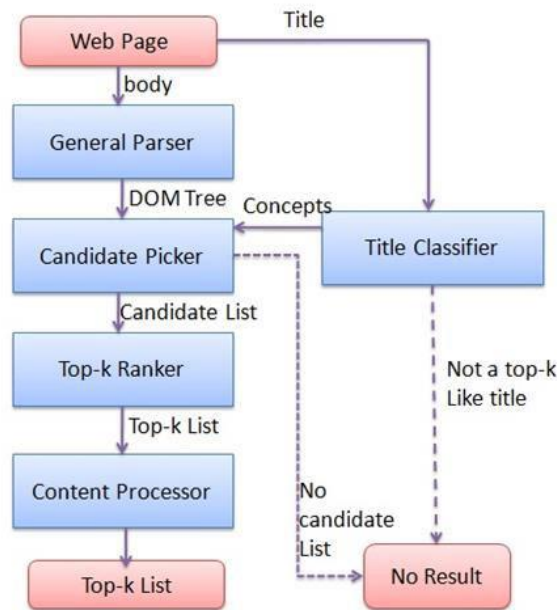 Title
Web Page
body
General Parser
DOM Tree
Concepts
Candidate Picker
Title Classifier
Candidate List
Top-k Ranker
Not a top-k
Like title
Top-k List
Content Processor
No
candidate
List
Top-k List
No Result